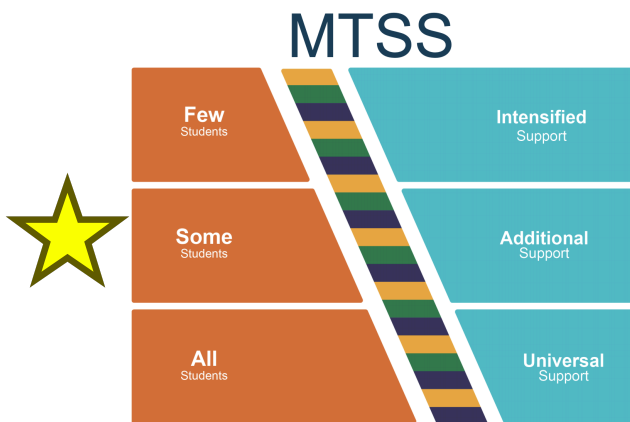 MTSS
Few
Students
Intensified
Support
Some
Students
Additional
Support
All
Students
Universal
Support